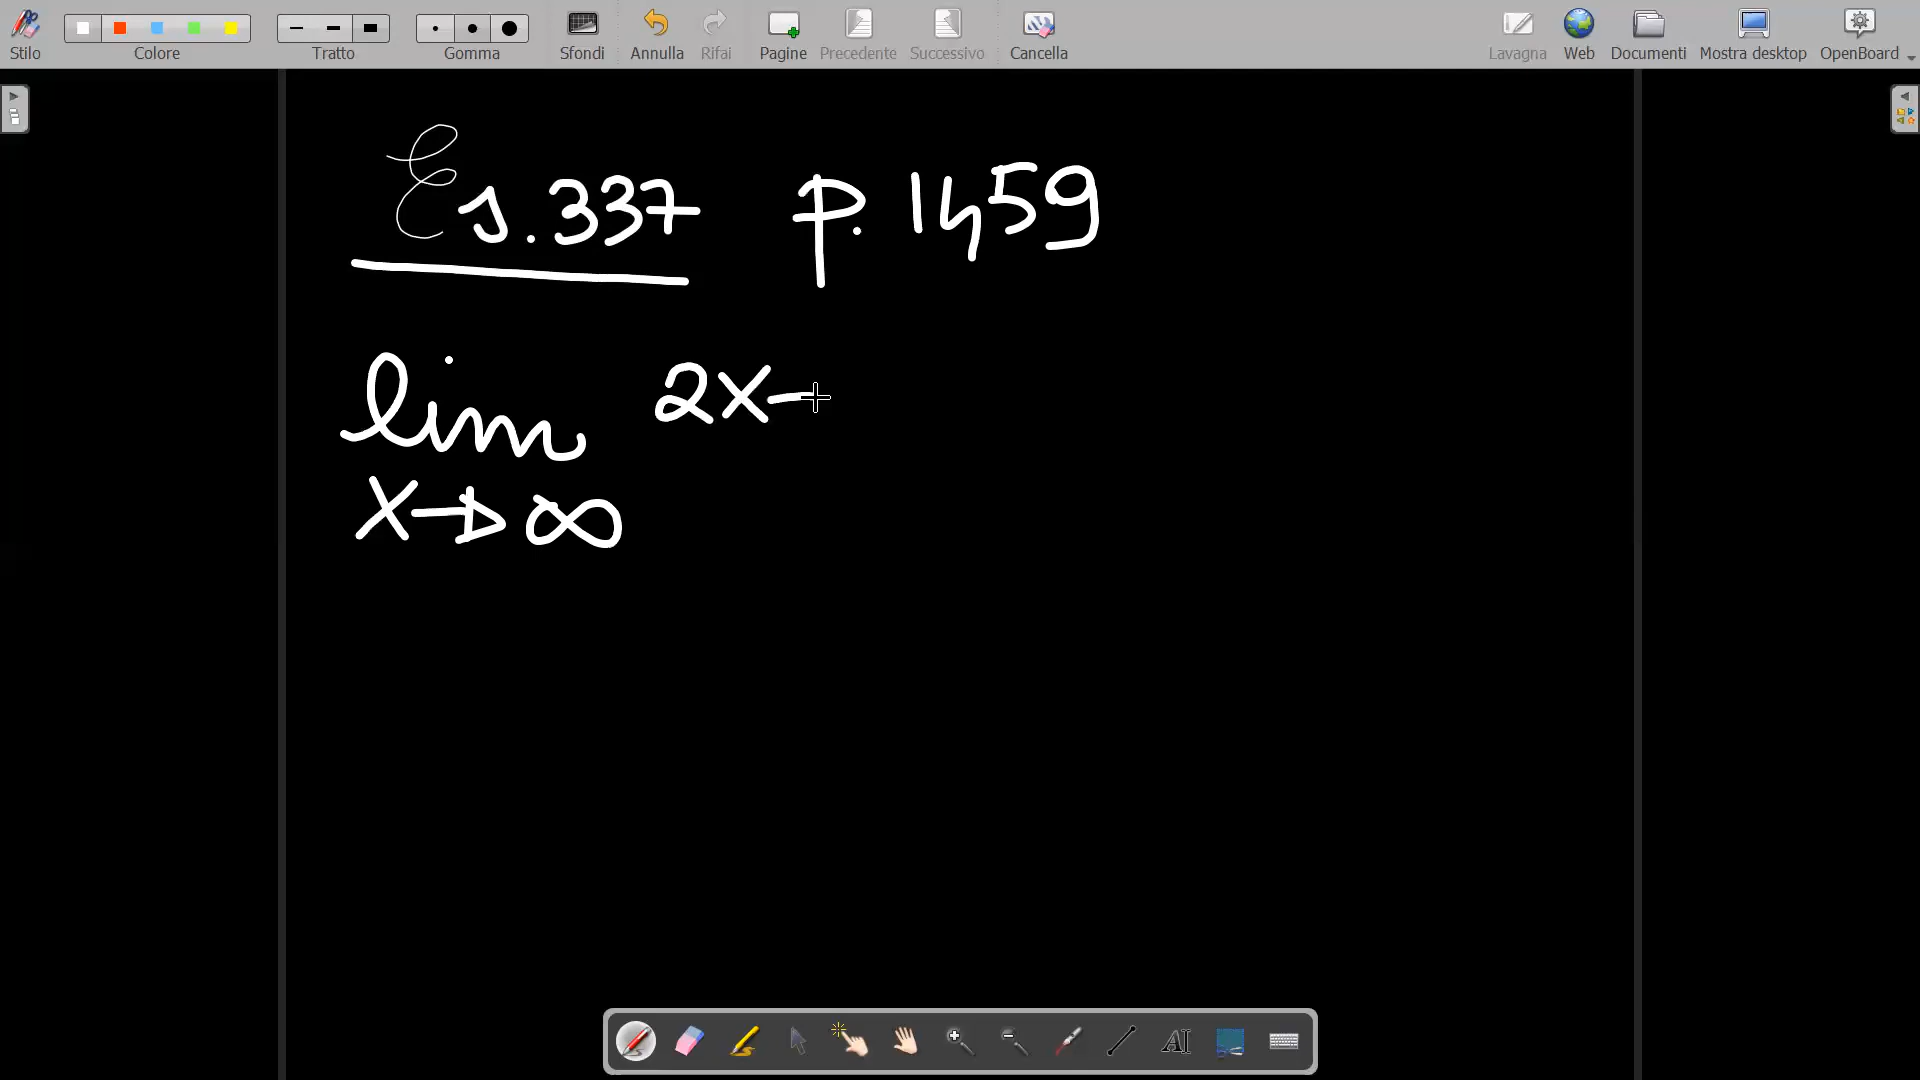 Stilo Colore Tratto Gomma Sfondi Annulla Rifai Pagine Precedente Successivo Cancella Lavagna Web Documenti Mostra desktop OpenBoard
Es. 337 p. 1459
lim 2x-
x→∞